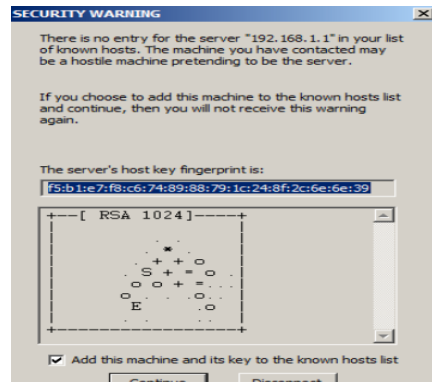 SECURITY WARNING
There is no entry for the server "192.168.1.1" in your list
of known hosts. The machine you have contacted may
be a hostile machine pretending to be the server.
If you choose to add this machine to the known hosts list
and continue, then you will not receive this warning
again.
The server's host key fingerprint is:
f5:b1:e7:f8:c6:74:89:88:79:1c:24:8f:2c:6e:6e:39
+--[ RSA 1024]----+
| . . |
| . * . |
| . + + o |
| . S + = o . |
| o o + =... |
| o. . .o.. |
| E .o |
| . . . |
+-----------------+
Add this machine and its key to the known hosts list
Continue Disconnect